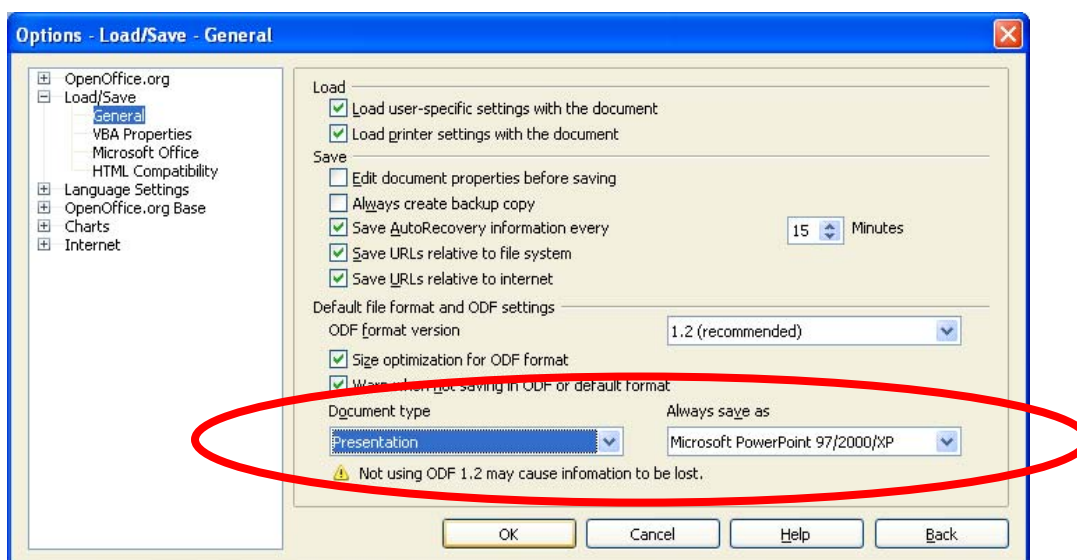 Options - Load/Save - General
OpenOffice.org
Load/Save
General
VBA Properties
Microsoft Office
HTML Compatibility
Language Settings
OpenOffice.org Base
Charts
Internet
Load
Load user-specific settings with the document
Load printer settings with the document
Save
Edit document properties before saving
Always create backup copy
Save AutoRecovery information every 15 Minutes
Save URLs relative to file system
Save URLs relative to internet
Default file format and ODF settings
ODF format version 1.2 (recommended)
Size optimization for ODF format
Warn when not saving in ODF or default format
Document type Always save as
Presentation Microsoft PowerPoint 97/2000/XP
Not using ODF 1.2 may cause infomation to be lost.
OK Cancel Help Back